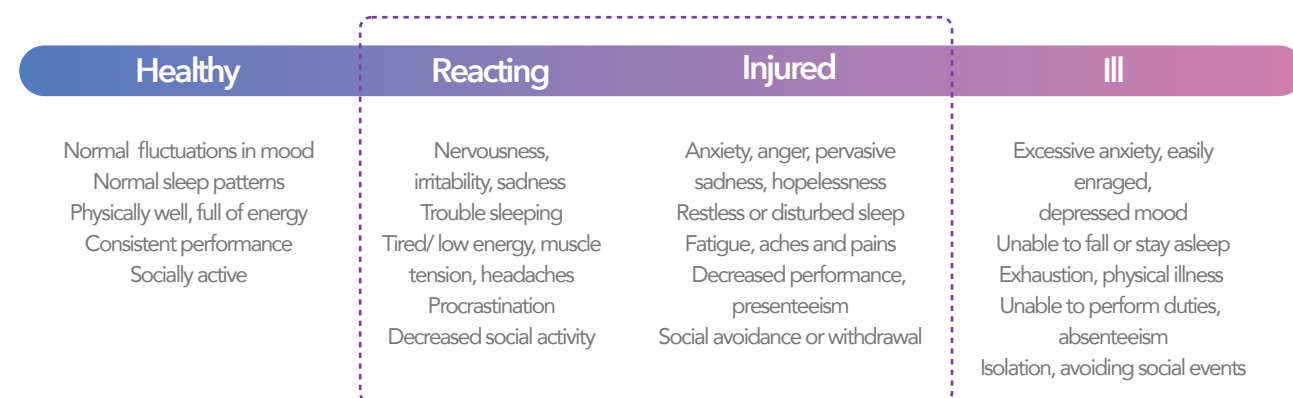 Healthy
Normal fluctuations in mood
Normal sleep patterns
Physically well, full of energy
Consistent performance
Socially active
Reacting
Nervousness,
irritability, sadness
Trouble sleeping
Tired/ low energy, muscle
tension, headaches
Procrastination
Decreased social activity
Injured
Anxiety, anger, pervasive
sadness, hopelessness
Restless or disturbed sleep
Fatigue, aches and pains
Decreased performance,
presenteeism
Social avoidance or withdrawal
Ill
Excessive anxiety, easily
enraged,
depressed mood
Unable to fall or stay asleep
Exhaustion, physical illness
Unable to perform duties,
absenteeism
Isolation, avoiding social events